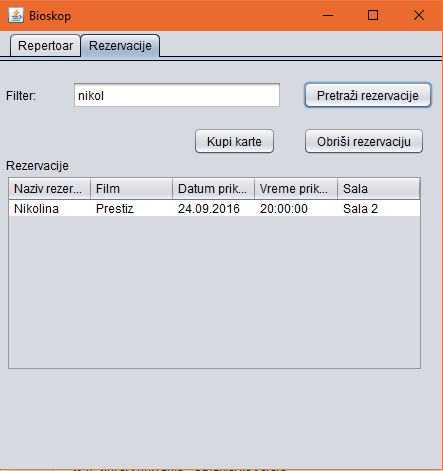 Bioskop
Repertoar Rezervacije
Filter: nikol Pretraži rezervacije
Kupi karte Obriši rezervaciju
Rezervacije
Naziv rezer... Film Datum prik... Vreme prik... Sala
Nikolina Prestiz 24.09.2016 20:00:00 Sala 2